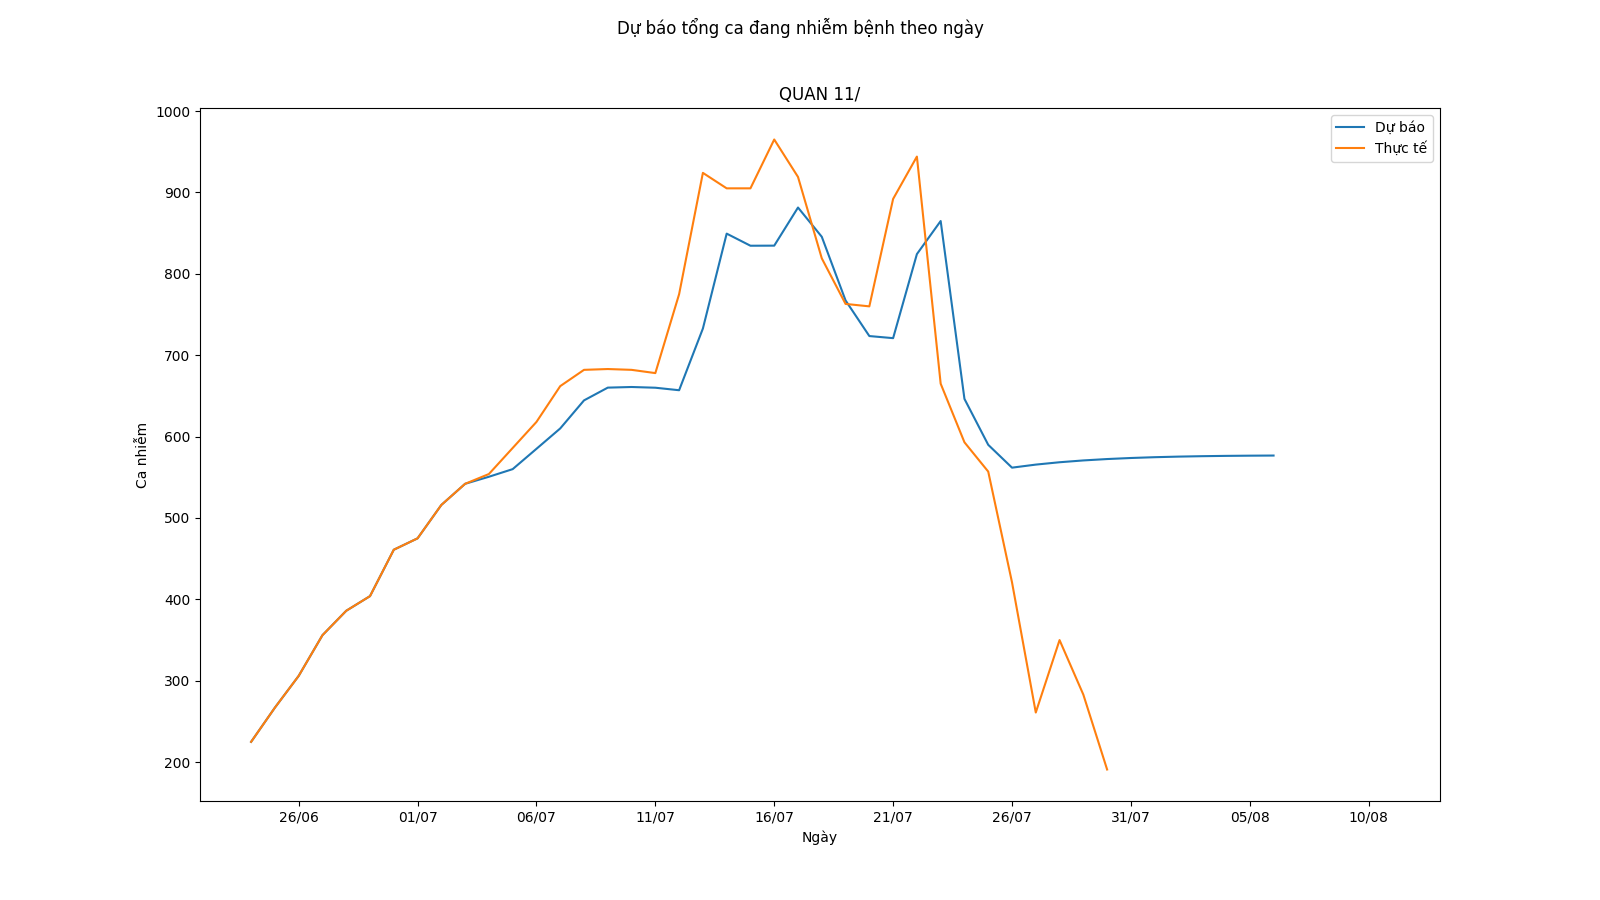 Dự báo tổng ca đang nhiễm bệnh theo ngày
QUAN 11/
Dự báo
Thực tế
1000
900
800
700
600
500
400
300
200
Ca nhiễm
26/06 01/07 06/07 11/07 16/07 21/07 26/07 31/07 05/08 10/08
Ngày